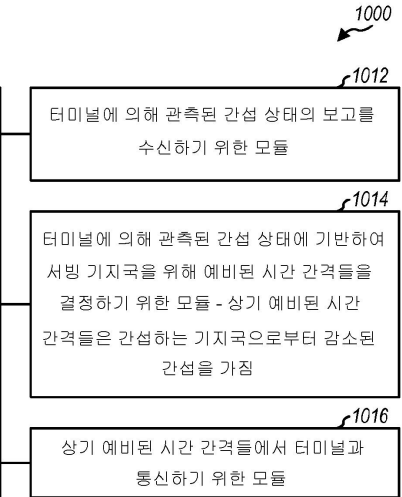 1000
1012
터미널에 의해 관측된 간섭 상태의 보고를
수신하기 위한 모듈
1014
터미널에 의해 관측된 간섭 상태에 기반하여
서빙 기지국을 위해 예비된 시간 간격들을
결정하기 위한 모듈 - 상기 예비된 시간
간격들은 간섭하는 기지국으로부터 감소된
간섭을 가짐
1016
상기 예비된 시간 간격들에서 터미널과
통신하기 위한 모듈